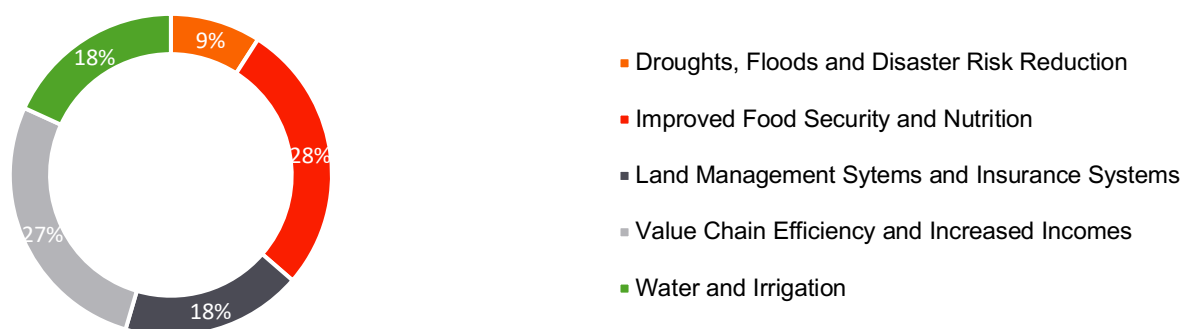 9%
18%
28%
27%
18%
Droughts, Floods and Disaster Risk Reduction
Improved Food Security and Nutrition
Land Management Sytems and Insurance Systems
Value Chain Efficiency and Increased Incomes
Water and Irrigation